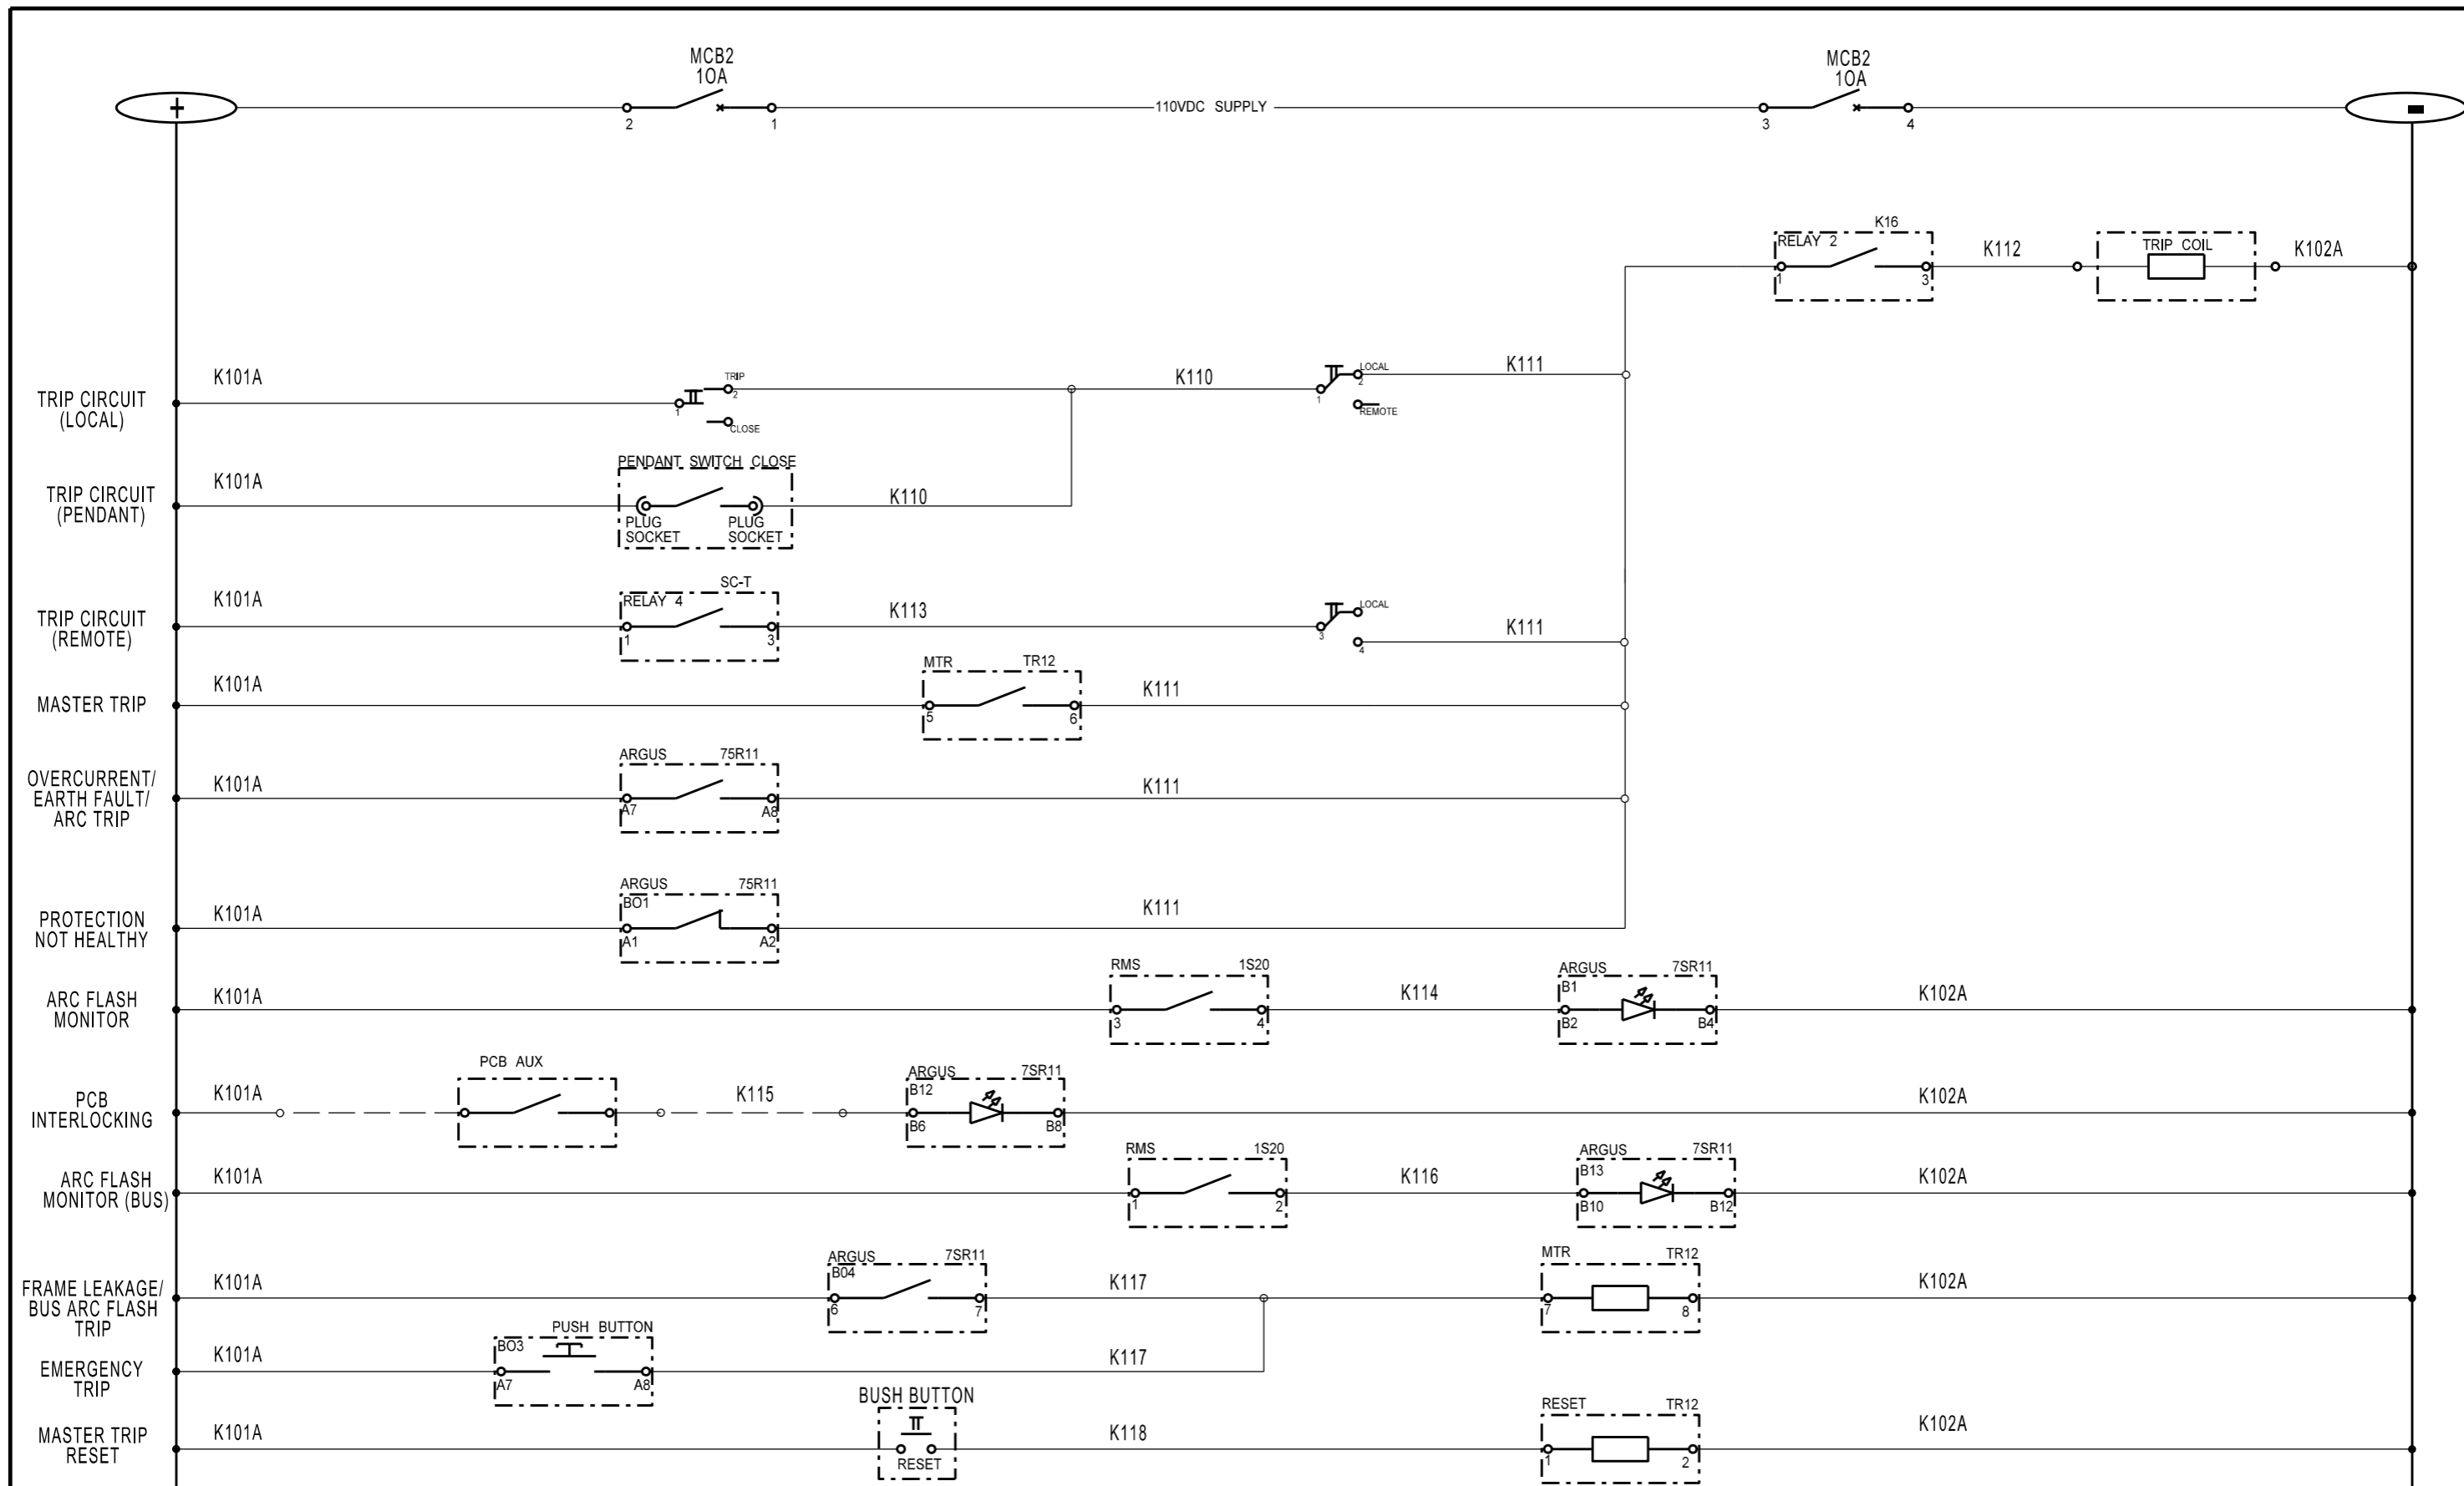 MCB2
1OA
MCB2
1OA
+
2
1
110VDC SUPPLY
3
4
-
K16
RELAY 2
1
3
K112
TRIP COIL
K102A
TRIP CIRCUIT
(LOCAL)
K101A
1
TRIP
2
CLOSE
K110
1
LOCAL
2
REMOTE
K111
TRIP CIRCUIT
(PENDANT)
K101A
PENDANT SWITCH CLOSE
PLUG
SOCKET
PLUG
SOCKET
K110
TRIP CIRCUIT
(REMOTE)
K101A
SC-T
RELAY 4
1
3
K113
3
LOCAL
4
K111
MASTER TRIP
K101A
MTR
TR12
5
6
K111
OVERCURRENT/
EARTH FAULT/
ARC TRIP
K101A
ARGUS
75R11
A7
A8
K111
PROTECTION
NOT HEALTHY
K101A
ARGUS
75R11
BO1
A1
A2
K111
ARC FLASH
MONITOR
K101A
RMS
1S20
3
4
K114
ARGUS
7SR11
B1
B2
B4
K102A
PCB
INTERLOCKING
K101A
PCB AUX
K115
ARGUS
7SR11
B12
B6
B8
K102A
ARC FLASH
MONITOR (BUS)
K101A
RMS
1S20
1
2
K116
ARGUS
7SR11
B13
B10
B12
K102A
FRAME LEAKAGE/
BUS ARC FLASH
TRIP
K101A
ARGUS
7SR11
B04
6
7
K117
MTR
TR12
7
8
K102A
EMERGENCY
TRIP
K101A
PUSH BUTTON
BO3
A7
A8
K117
MASTER TRIP
RESET
K101A
BUSH BUTTON
RESET
K118
RESET
TR12
1
2
K102A